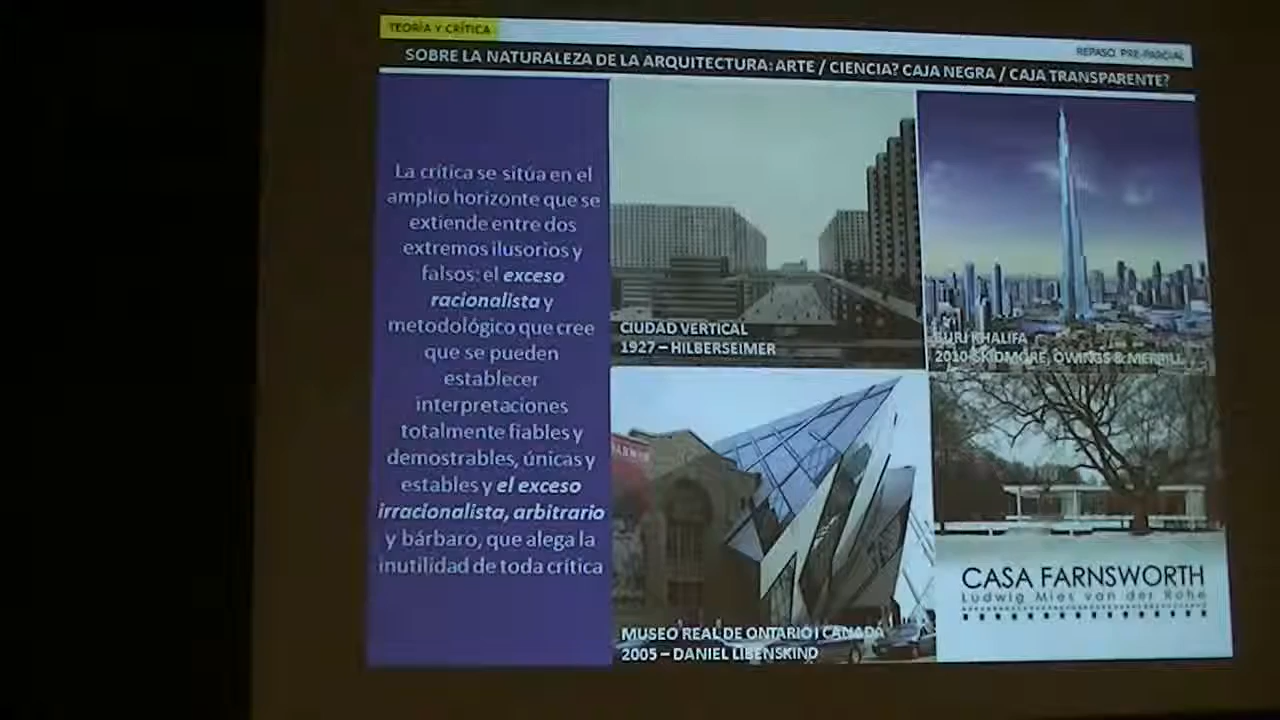 TEORÍA Y CRÍTICA
REPASO PRE-PARCIAL
SOBRE LA NATURALEZA DE LA ARQUITECTURA: ARTE / CIENCIA? CAJA NEGRA / CAJA TRANSPARENTE?
La crítica se sitúa en el
amplio horizonte que se
extiende entre dos
extremos ilusorios y
falsos: el exceso
racionalista y
metodológico que cree
que se pueden
establecer
interpretaciones
totalmente fiables y
demostrables, únicas y
estables y el exceso
irracionalista, arbitrario
y bárbaro, que alega la
inutilidad de toda crítica
CIUDAD VERTICAL
1927 – HILBERSEIMER
BURJ KHALIFA
2010-SKIDMORE, OWINGS & MERRILL
MUSEO REAL DE ONTARIO I CANADA
2005 – DANIEL LIBENSKIND
CASA FARNSWORTH
Ludwig Mies van der Rohe